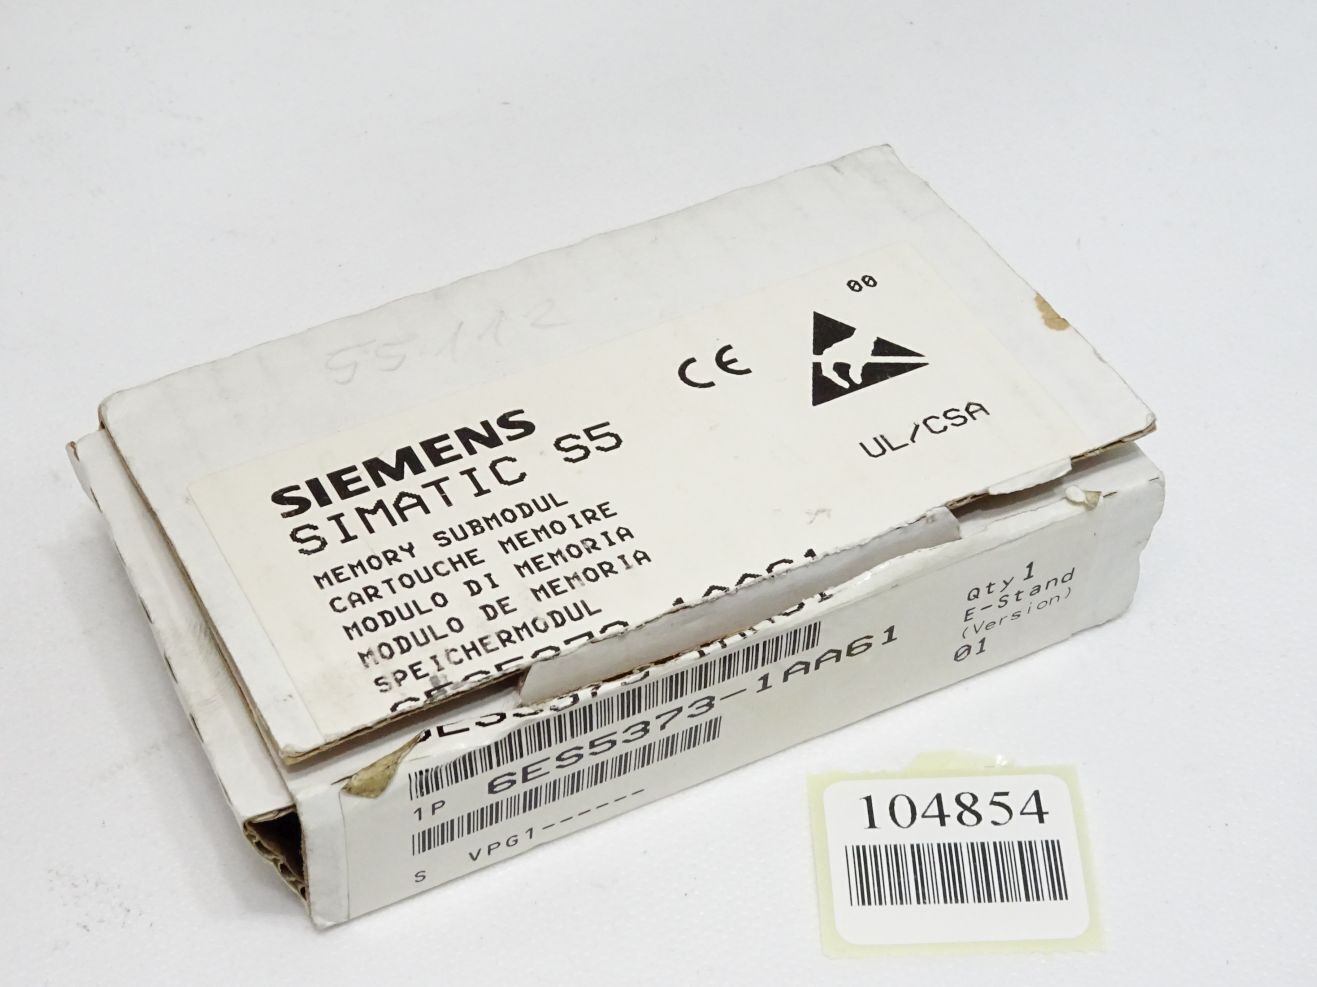 55112
00
CE
UL/CSA
SIEMENS
SIMATIC S5
MEMORY SUBMODUL
CARTOUCHE MEMOIRE
MODULO DI MEMORIA
MODULO DE MEMORIA
SPEICHERMODUL
6ES5373-1AA61
1P 6ES5373-1AA61
S VPG1------
Qty 1
E-Stand
(Version)
01
104854